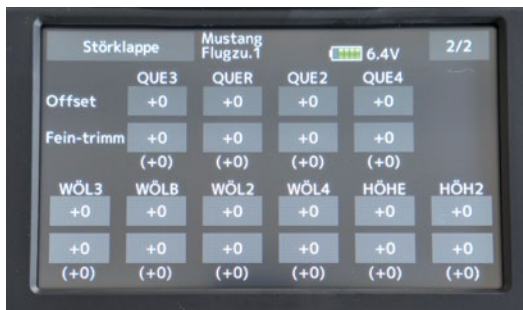 Störklappe Mustang 6.4V 2/2
Flugzu.1
QUE3 QUER QUE2 QUE4
Offset +0 +0 +0 +0
Fein-trimm +0 +0 +0 +0
(+0) (+0) (+0) (+0)
WÖL3 WÖLB WÖL2 WÖL4 HÖHE HÖH2
+0 +0 +0 +0 +0 +0
+0 +0 +0 +0 +0 +0
(+0) (+0) (+0) (+0) (+0) (+0)